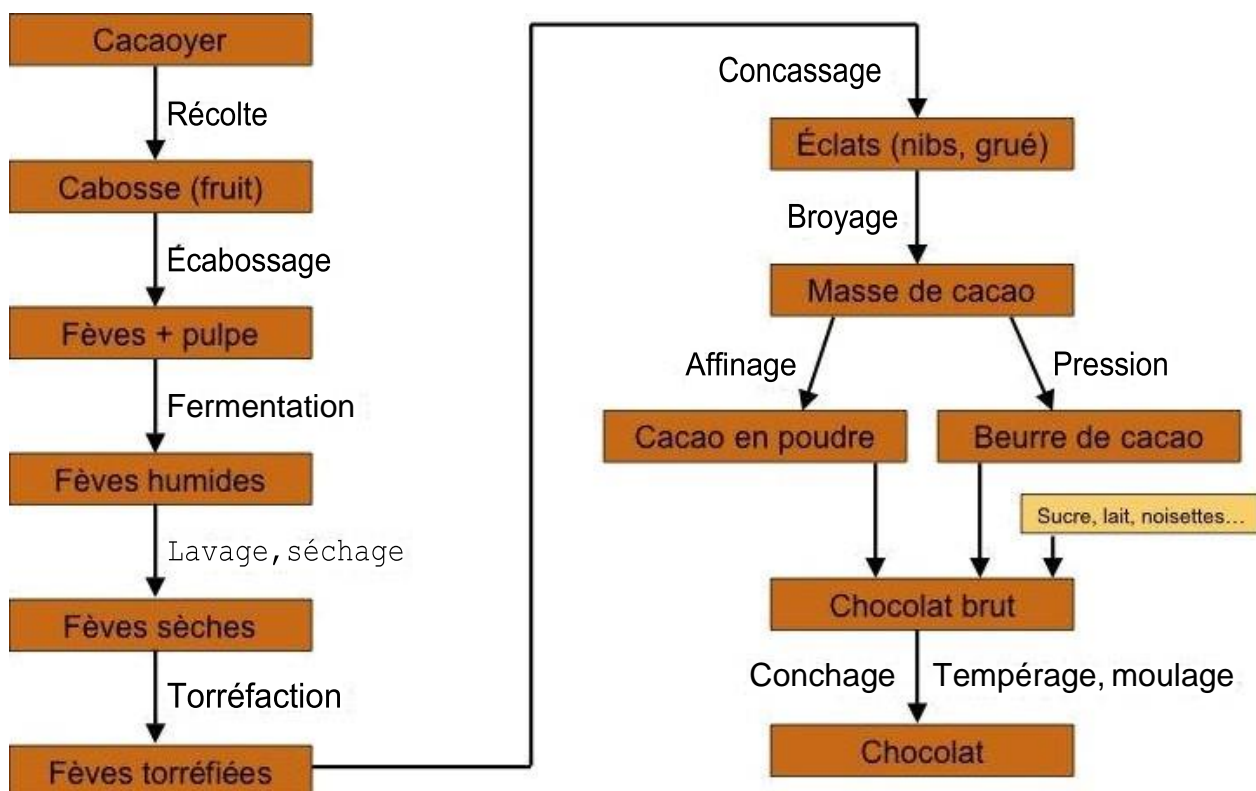 Cacaoyer
Récolte
Cabosse (fruit)
Écabossage
Fèves + pulpe
Fermentation
Fèves humides
Lavage, séchage
Fèves sèches
Torréfaction
Fèves torréfiées
Concassage
Éclats (nibs, grué)
Broyage
Masse de cacao
Affinage
Pression
Cacao en poudre
Beurre de cacao
Sucre, lait, noisettes...
Chocolat brut
Conchage
Tempérage, moulage
Chocolat